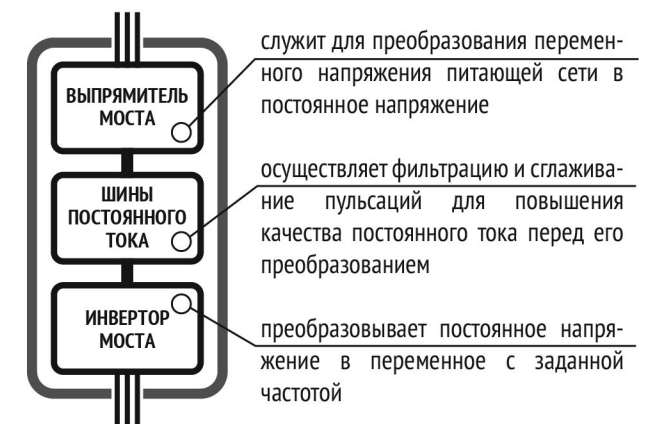 служит для преобразования перемен-
ного напряжения питающей сети в
постоянное напряжение
ВЫПРЯМИТЕЛЬ
МОСТА
осуществляет фильтрацию и сглажива-
ние пульсаций для повышения
качества постоянного тока перед его
преобразованием
ШИНЫ
ПОСТОЯННОГО
ТОКА
преобразовывает постоянное напря-
жение в переменное с заданной
частотой
ИНВЕРТОР
МОСТА